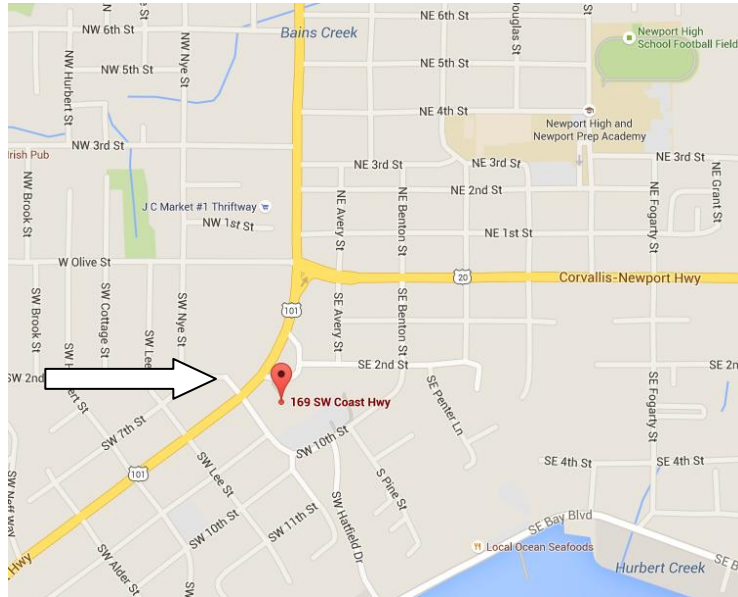 NW 6th St
Bains Creek
NE 6th St
Douglas St
Newport High
School Football Field
NW Nye St
NW Hurbert St
NW 5th St
NE 5th St
NE 4th St
Newport High and
Newport Prep Academy
NW 3rd St
Irish Pub
NE 3rd St
NE 3rd St
NE 3rd St
NW Brook St
J C Market #1 Thriftway
NW 1st St
NE Avery St
NE Benton St
NE 2nd St
NE 1st St
NE Fogarty St
NE Grant St
W Olive St
20
Corvallis-Newport Hwy
SW Brook St
SW Cottage St
SW Nye St
101
SE Avery St
SE Benton St
SW Lee
SW 2nd
SE 2nd St
SE 2n
169 SW Coast Hwy
SE Penter Ln
SE Fogarty St
SW 7th St
SW 10th St
101
SW Lee St
SE 4th St
SE 4th St
S Pine St
SW Naff Way
SW 10th St
SW 11th St
SW Hatfield Dr
SE Bay Blvd
Local Ocean Seafoods
SW Alder St
Hwy
Hurbert Creek
SE B